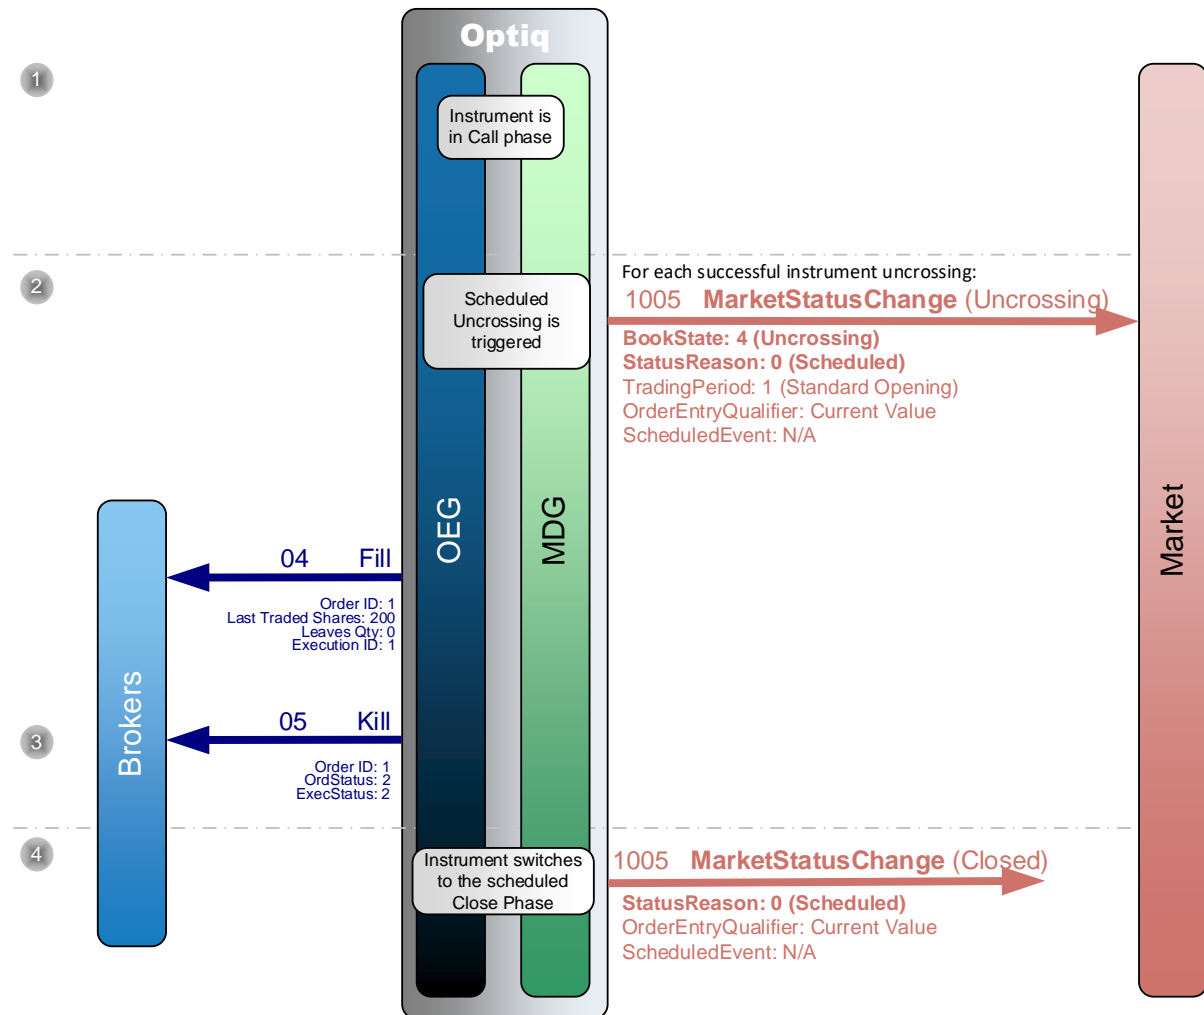 Optiq
1
Instrument is
in Call phase
2
For each successful instrument uncrossing:
1005 MarketStatusChange (Uncrossing)
Scheduled
Uncrossing is
triggered
BookState: 4 (Uncrossing)
StatusReason: 0 (Scheduled)
TradingPeriod: 1 (Standard Opening)
OrderEntryQualifier: Current Value
ScheduledEvent: N/A
OEG
MDG
Market
Brokers
04 Fill
Order ID: 1
Last Traded Shares: 200
Leaves Qty: 0
Execution ID: 1
3
05 Kill
Order ID: 1
OrdStatus: 2
ExecStatus: 2
4
Instrument switches
to the scheduled
Close Phase
1005 MarketStatusChange (Closed)
StatusReason: 0 (Scheduled)
OrderEntryQualifier: Current Value
ScheduledEvent: N/A